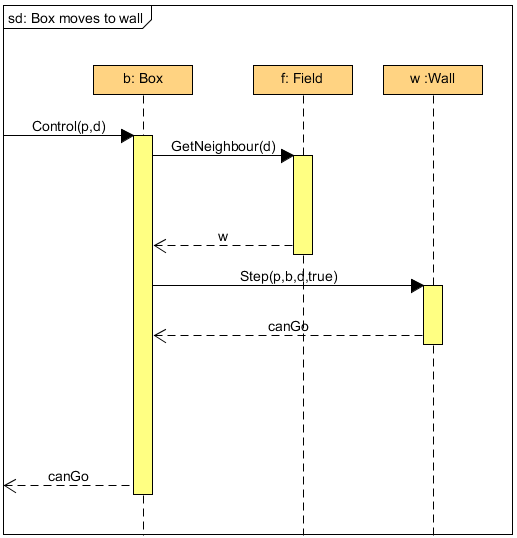 sd: Box moves to wall
b: Box
f: Field
w :Wall
Control(p,d)
GetNeighbour(d)
w
Step(p,b,d,true)
canGo
canGo